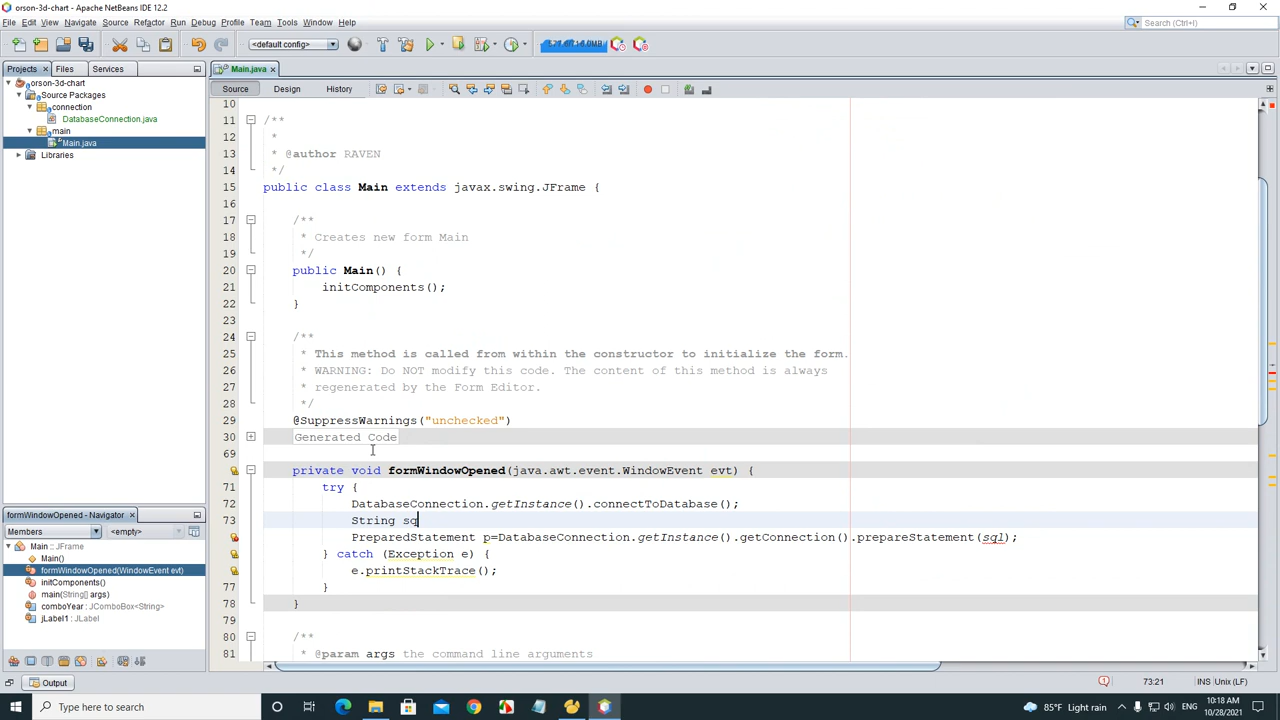 orson-3d-chart - Apache NetBeans IDE 12.2
File Edit View Navigate Source Refactor Run Debug Profile Team Tools Window Help
Search (Ctrl+I)
<default config>
Projects Files Services
Main.java
orson-3d-chart
Source Packages
connection
DatabaseConnection.java
main
Main.java
Libraries
Source Design History
10
11 /**
12 *
13 * @author RAVEN
14 */
15 public class Main extends javax.swing.JFrame {
16
17 /**
18 * Creates new form Main
19 */
20 public Main() {
21 initComponents();
22 }
23
24 /**
25 * This method is called from within the constructor to initialize the form.
26 * WARNING: Do NOT modify this code. The content of this method is always
27 * regenerated by the Form Editor.
28 */
29 @SuppressWarnings("unchecked")
30 Generated Code
69
private void formWindowOpened(java.awt.event.WindowEvent evt) {
71 try {
72 DatabaseConnection.getInstance().connectToDatabase();
73 String sq
PreparedStatement p=DatabaseConnection.getInstance().getConnection().prepareStatement(sql);
} catch (Exception e) {
e.printStackTrace();
77 }
78 }
79
80 /**
81 * @param args the command line arguments
formWindowOpened - Navigator
Members <empty>
Main :: JFrame
Main()
formWindowOpened(WindowEvent evt)
initComponents()
main(String[] args)
comboYear : JComboBox<String>
jLabel1 : JLabel
Output
73:21 INS Unix (LF)
Type here to search
85°F Light rain
ENG
10:18 AM
10/28/2021